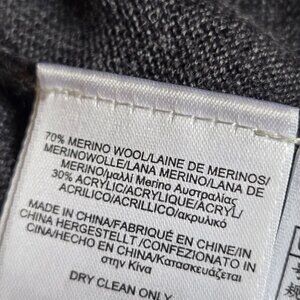 70% MERINO WOOL/LAINE DE MERINOS/
MERINOWOLLE/LANA MERINO/LANA DE
MERINO/μαλλί Merino Αυστραλίας
30% ACRYLIC/ACRYLIQUE/ACRYL/
ACRILICO/ACRÍLICO/ακρυλικό
MADE IN CHINA/FABRIQUÉ EN CHINE/IN
CHINA HERGESTELLT/CONFEZIONATO IN
CINA/HECHO EN CHINA/Κατασκευάζεται
στην Κίνα
DRY CLEAN ONLY